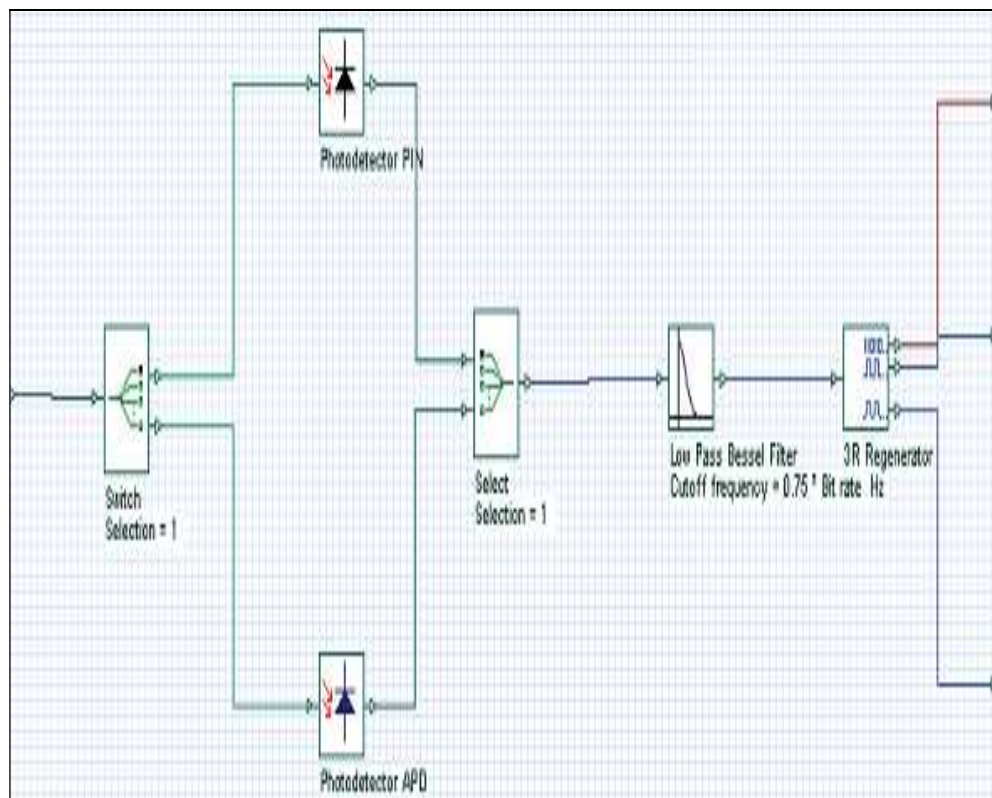 Photodetector PIN
Switch
Selection = 1
Select
Selection = 1
Low Pass Bessel Filter
Cutoff frequency = 0.75 * Bit rate Hz
3R Regenerator
Photodetector APD